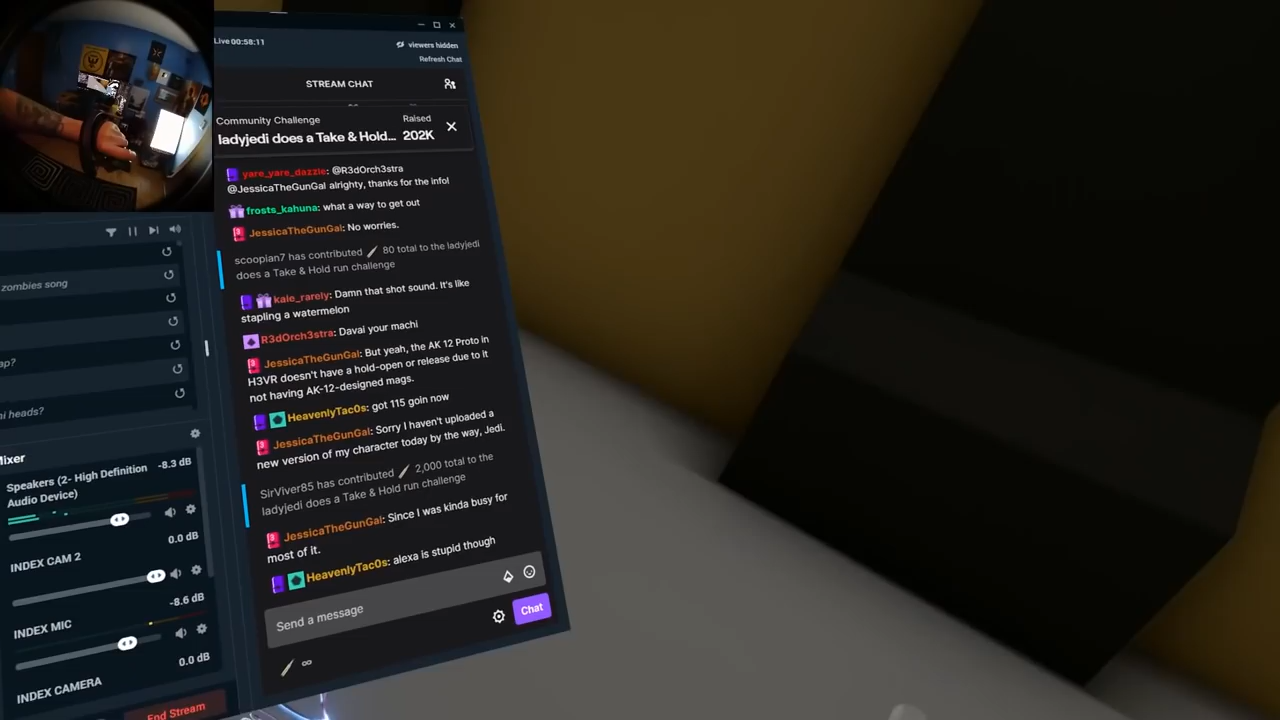 Live 00:58:11
viewers hidden
Refresh Chat
STREAM CHAT
Community Challenge
Raised
ladyjedi does a Take & Hold...
202K
yare_yare_dazzle: @R3dOrch3stra
@JessicaTheGunGal alrighty, thanks for the info!
frosts_kahuna: what a way to get out
JessicaTheGunGal: No worries.
scoopian7 has contributed 80 total to the ladyjedi
does a Take & Hold run challenge
kale_rarely: Damn that shot sound. It's like
stapling a watermelon
R3dOrch3stra: Davai your machi
JessicaTheGunGal: But yeah, the AK 12 Proto in
H3VR doesn't have a hold-open or release due to it
not having AK-12-designed mags.
HeavenlyTac0s: got 115 goin now
JessicaTheGunGal: Sorry I haven't uploaded a
new version of my character today by the way, Jedi.
SirViver85 has contributed 2,000 total to the
ladyjedi does a Take & Hold run challenge
JessicaTheGunGal: Since I was kinda busy for
most of it.
HeavenlyTac0s: alexa is stupid though
Send a message
Chat
∞
zombies song
ap?
ni heads?
Mixer
Speakers (2- High Definition
Audio Device)
-8.3 dB
0.0 dB
INDEX CAM 2
-8.6 dB
INDEX MIC
0.0 dB
INDEX CAMERA
End Stream